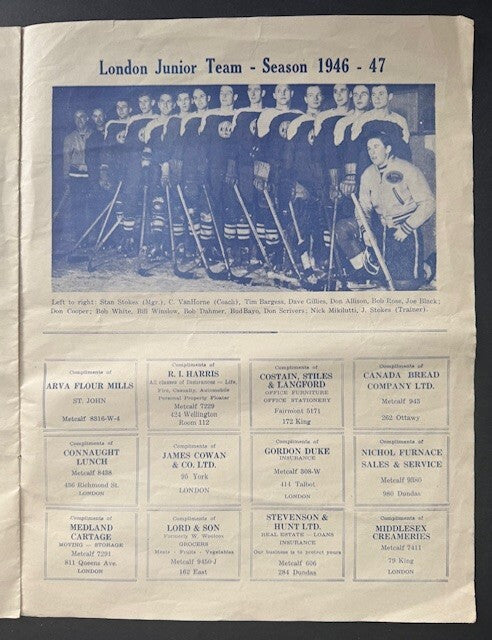 London Junior Team - Season 1946 - 47
Left to right: Stan Stokes (Mgr.), C. VanHorne (Coach), Tim Burgess, Dave Gillies, Don Allison, Bob Rose, Joe Black;
Don Cooper; Bob White, Bill Winslow, Bob Dahmer, Bud Bayo, Don Scrivers; Nick Mikolutti, J. Stokes (Trainer).
Compliments of
ARVA FLOUR MILLS
ST. JOHN
Metcalf 8816-W-4
Compliments of
R. I. HARRIS
All classes of Insurances — Life,
Fire, Casualty, Automobile
Personal Property Floater
Metcalf 7229
424 Wellington
Room 112
Compliments of
COSTAIN, STILES
& LANGFORD
OFFICE FURNITURE
OFFICE STATIONERY
Fairmont 5171
172 King
Compliments of
CANADA BREAD
COMPANY LTD.
Metcalf 945
262 Ottaway
Compliments of
CONNAUGHT
LUNCH
Metcalf 8438
436 Richmond St.
LONDON
Compliments of
JAMES COWAN
& CO. LTD.
95 York
LONDON
Compliments of
GORDON DUKE
INSURANCE
Metcalf 308-W
414 Talbot
LONDON
Compliments of
NICHOL FURNACE
SALES & SERVICE
Metcalf 9380
980 Dundas
Compliments of
MEDLAND
CARTAGE
MOVING — STORAGE
Metcalf 7291
811 Queens Ave.
LONDON
Compliments of
LORD & SON
Formerly W. Woolors
GROCERS
Meats - Fruits - Vegetables
Metcalf 9450-J
162 East
Compliments of
STEVENSON &
HUNT LTD.
REAL ESTATE — LOANS
INSURANCE
Our business is to protect yours
Metcalf 606
284 Dundas
Compliments of
MIDDLESEX
CREAMERIES
Metcalf 7411
79 King
LONDON